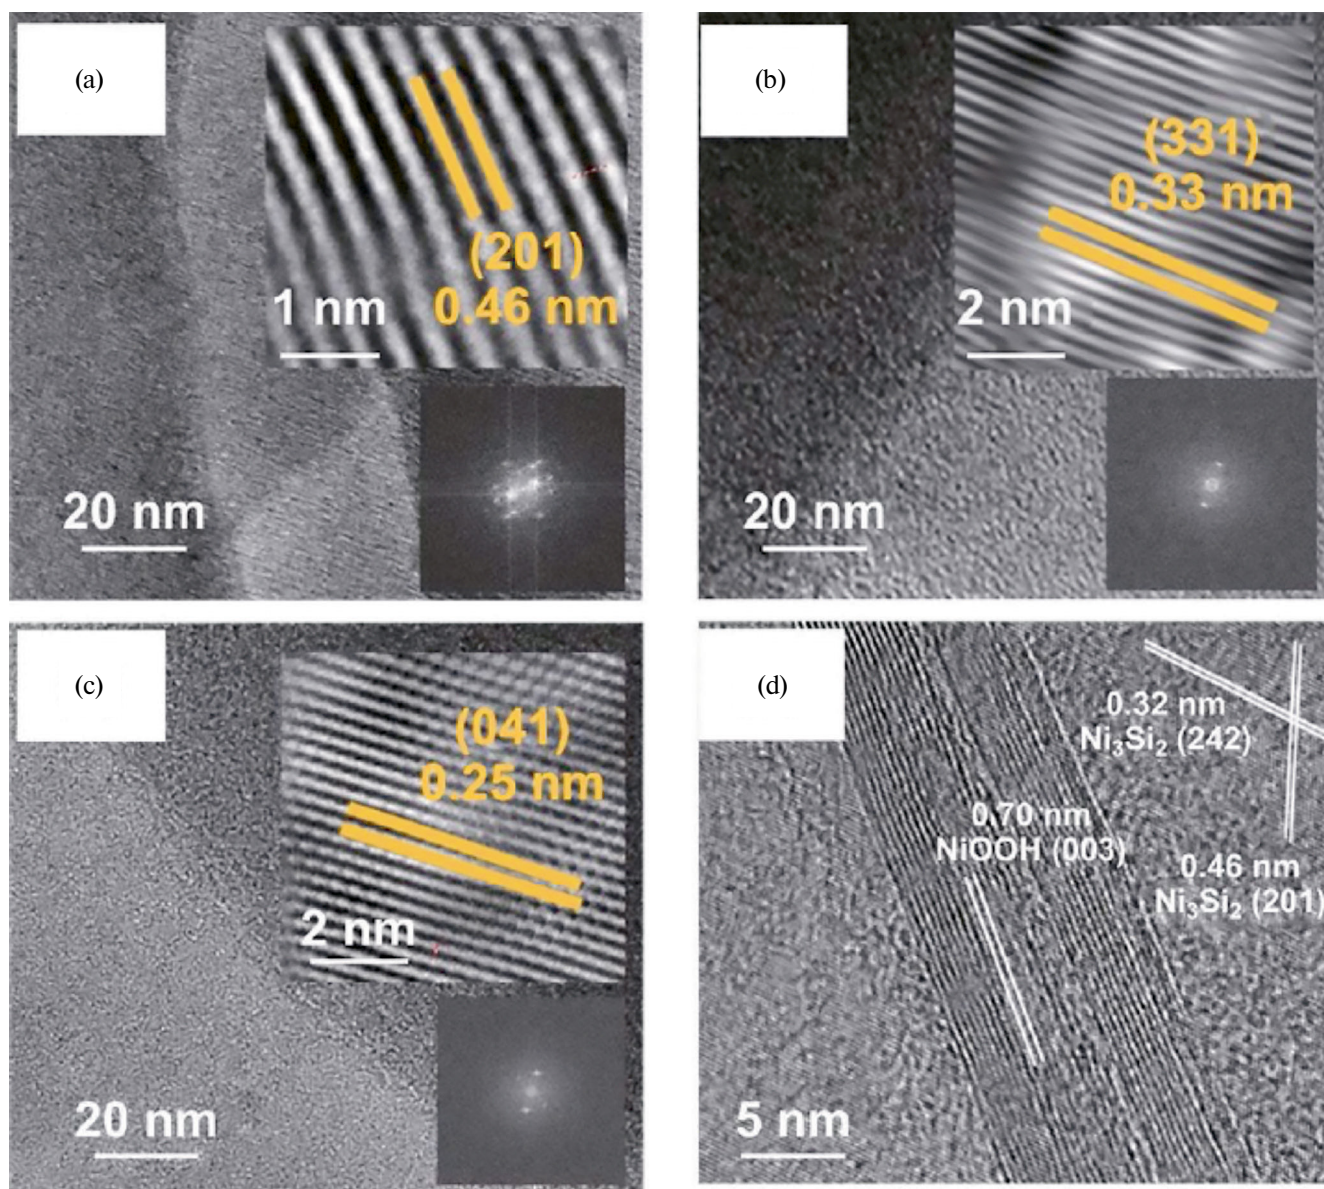 (a)
(201)
1 nm
0.46 nm
20 nm
(b)
(331)
0.33 nm
2 nm
20 nm
(c)
(041)
0.25 nm
2 nm
20 nm
(d)
0.32 nm
Ni₃Si₂ (242)
0.70 nm
NiOOH (003)
0.46 nm
Ni₃Si₂ (201)
5 nm